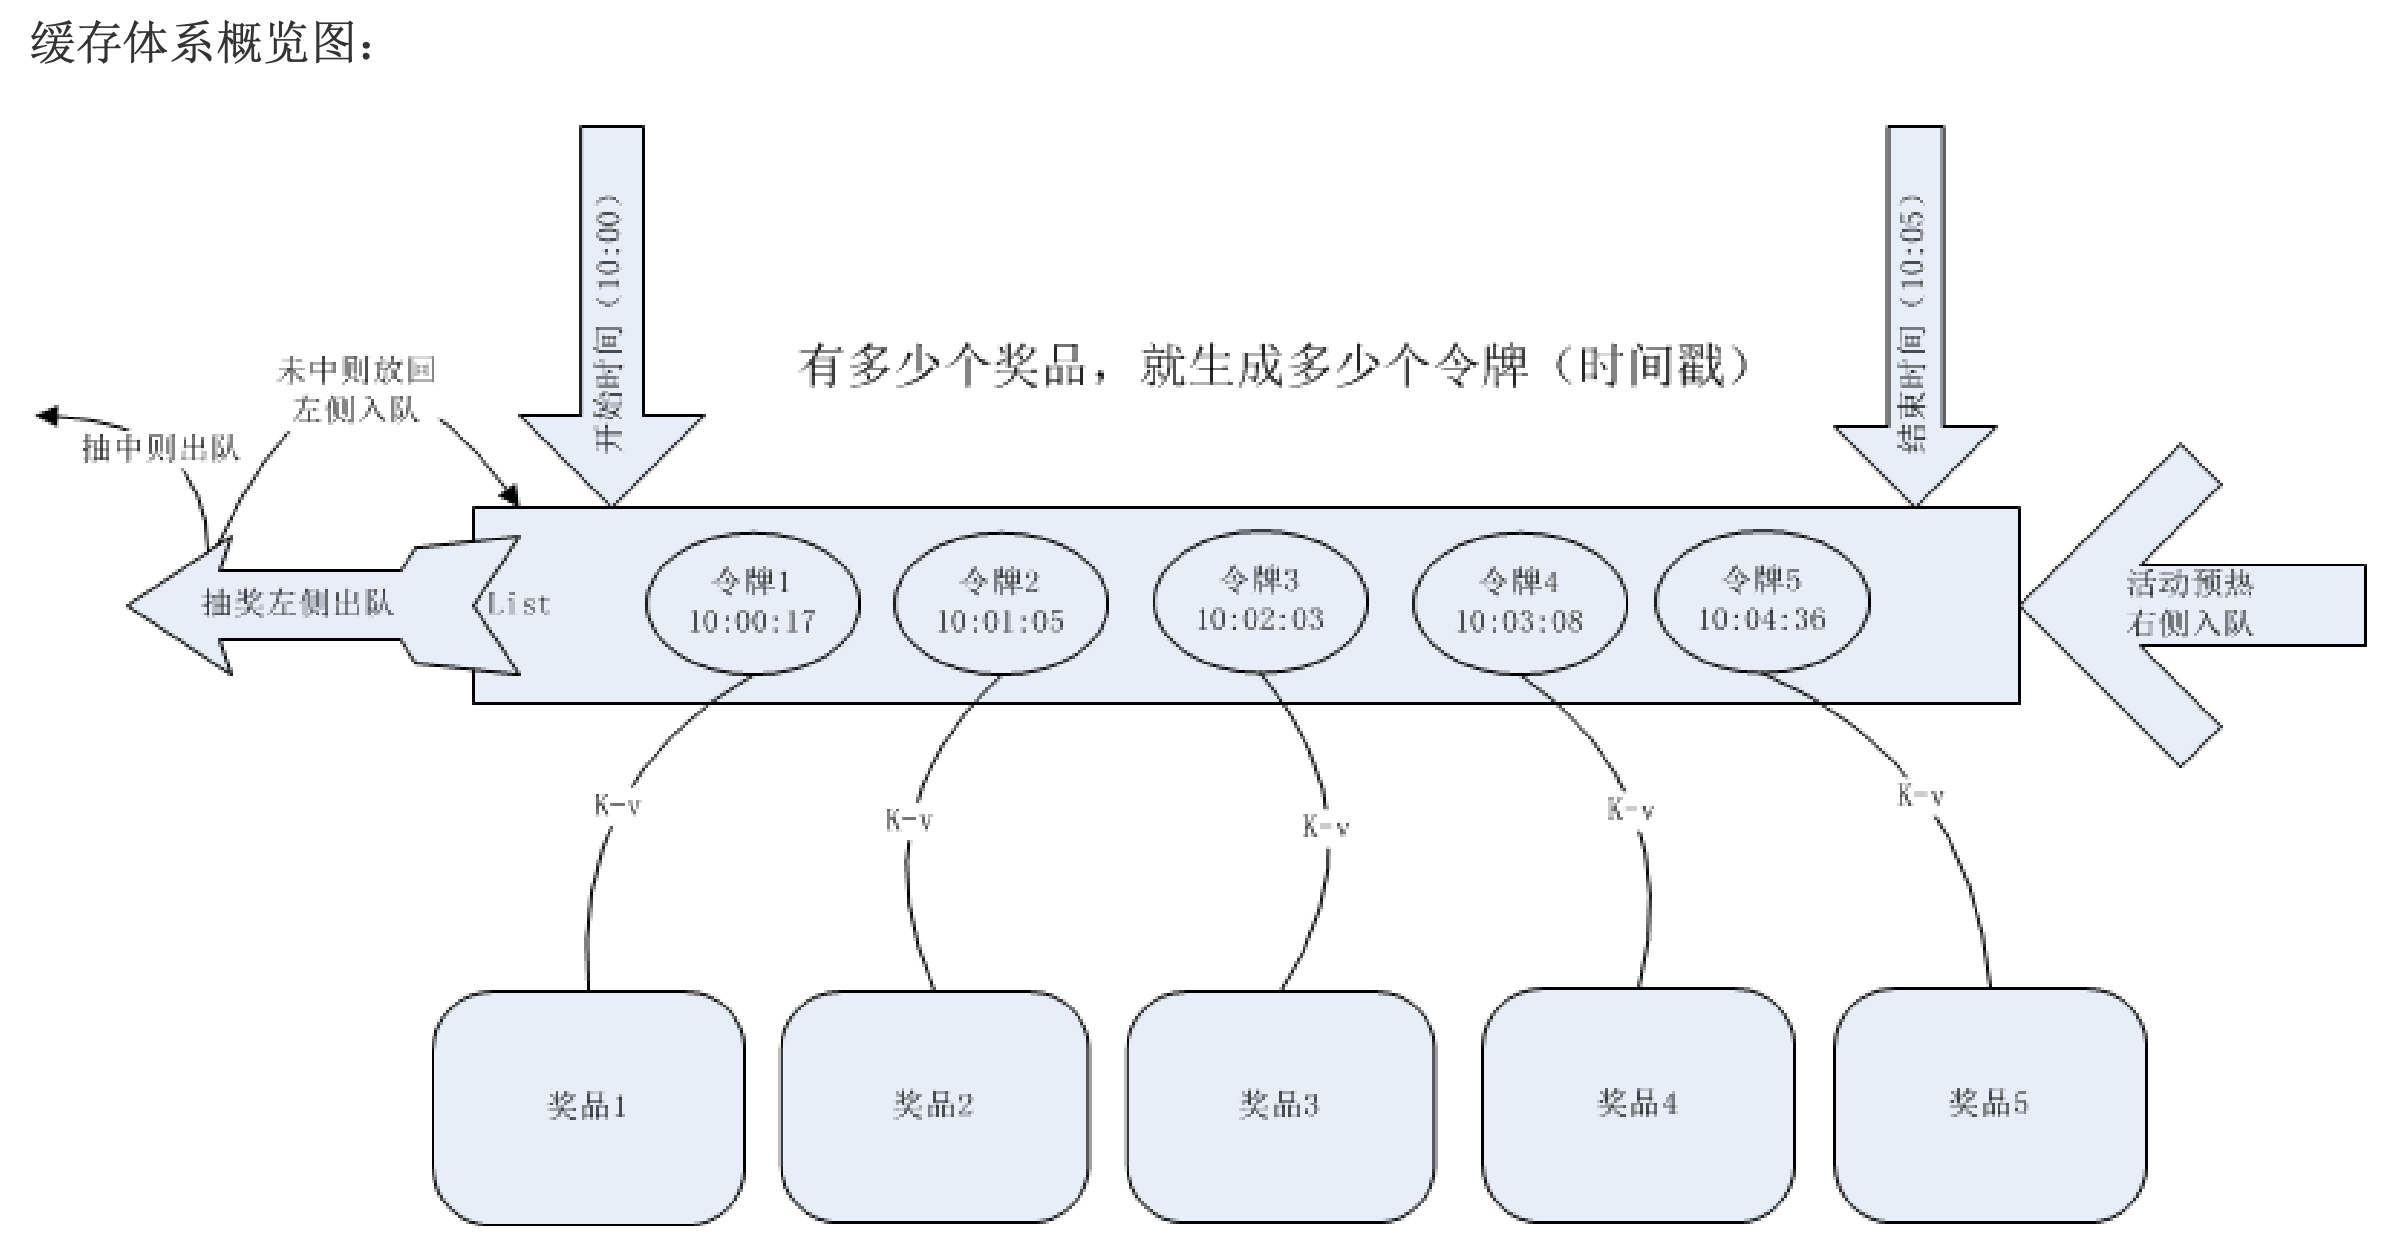 缓存体系概览图：
开始时间（10:00）
结束时间（10:05）
有多少个奖品，就生成多少个令牌（时间戳）
未中则放回
左侧入队
抽中则出队
抽奖左侧出队
List
令牌1
10:00:17
令牌2
10:01:05
令牌3
10:02:03
令牌4
10:03:08
令牌5
10:04:36
活动预热
右侧入队
K-v
K-v
K-v
K-v
K-v
奖品1
奖品2
奖品3
奖品4
奖品5